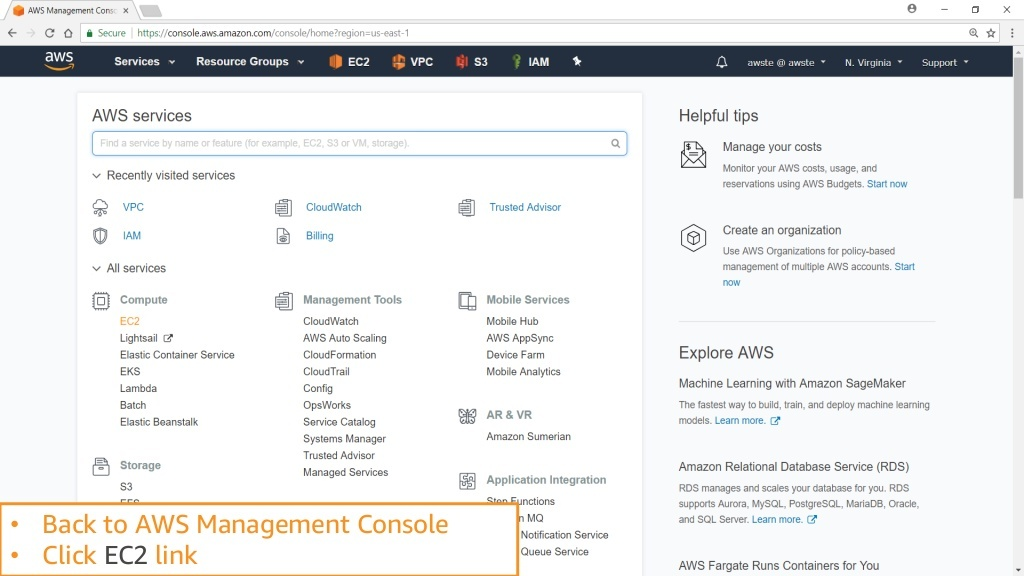 AWS Management Conso
Secure
https://console.aws.amazon.com/console/home?region=us-east-1
aws
Services
Resource Groups
EC2
VPC
S3
IAM
awste @ awste
N. Virginia
Support
AWS services
Find a service by name or feature (for example, EC2, S3 or VM, storage).
Recently visited services
VPC
CloudWatch
Trusted Advisor
IAM
Billing
All services
Compute
EC2
Lightsail
Elastic Container Service
EKS
Lambda
Batch
Elastic Beanstalk
Storage
S3
EFS
Management Tools
CloudWatch
AWS Auto Scaling
CloudFormation
CloudTrail
Config
OpsWorks
Service Catalog
Systems Manager
Trusted Advisor
Managed Services
Mobile Services
Mobile Hub
AWS AppSync
Device Farm
Mobile Analytics
AR & VR
Amazon Sumerian
Application Integration
Step Functions
n MQ
Notification Service
Queue Service
Helpful tips
Manage your costs
Monitor your AWS costs, usage, and
reservations using AWS Budgets. Start now
Create an organization
Use AWS Organizations for policy-based
management of multiple AWS accounts. Start
now
Explore AWS
Machine Learning with Amazon SageMaker
The fastest way to build, train, and deploy machine learning
models. Learn more.
Amazon Relational Database Service (RDS)
RDS manages and scales your database for you. RDS
supports Aurora, MySQL, PostgreSQL, MariaDB, Oracle,
and SQL Server. Learn more.
AWS Fargate Runs Containers for You
• Back to AWS Management Console
• Click EC2 link